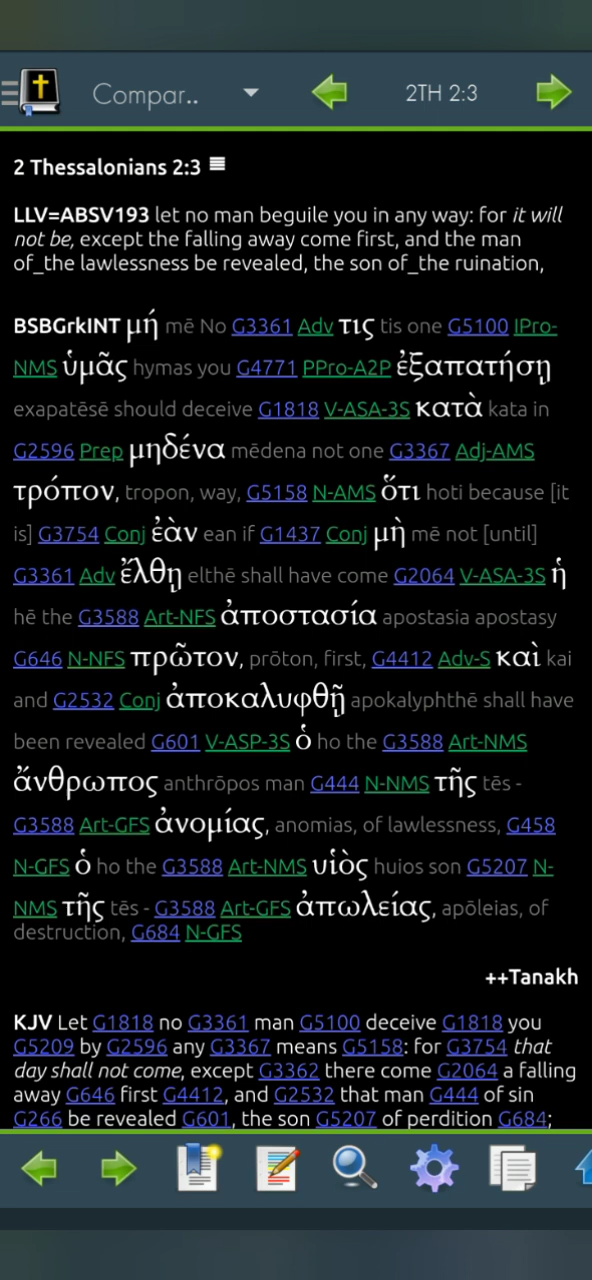 Compar..
2TH 2:3
2 Thessalonians 2:3
LLV=ABSV193 let no man beguile you in any way: for it will
not be, except the falling away come first, and the man
of_the lawlessness be revealed, the son of_the ruination,
BSBGrkINT μή mē No G3361 Adv τις tis one G5100 IPro-
NMS ὑμᾶς hymas you G4771 PPro-A2P ἐξαπατήσῃ
exapatēsē should deceive G1818 V-ASA-3S κατὰ kata in
G2596 Prep μηδένα mēdena not one G3367 Adj-AMS
τρόπον, tropon, way, G5158 N-AMS ὅτι hoti because [it
is] G3754 Conj ἐὰν ean if G1437 Conj μὴ mē not [until]
G3361 Adv ἔλθῃ elthē shall have come G2064 V-ASA-3S ἡ
hē the G3588 Art-NFS ἀποστασία apostasia apostasy
G646 N-NFS πρῶτον, prōton, first, G4412 Adv-S καὶ kai
and G2532 Conj ἀποκαλυφθῇ apokalyphthē shall have
been revealed G601 V-ASP-3S ὁ ho the G3588 Art-NMS
ἄνθρωπος anthrōpos man G444 N-NMS τῆς tēs -
G3588 Art-GFS ἀνομίας, anomias, of lawlessness, G458
N-GFS ὁ ho the G3588 Art-NMS υἱὸς huios son G5207 N-
NMS τῆς tēs - G3588 Art-GFS ἀπωλείας, apōleias, of
destruction, G684 N-GFS
++Tanakh
KJV Let G1818 no G3361 man G5100 deceive G1818 you
G5209 by G2596 any G3367 means G5158: for G3754 that
day shall not come, except G3362 there come G2064 a falling
away G646 first G4412, and G2532 that man G444 of sin
G266 be revealed G601, the son G5207 of perdition G684;